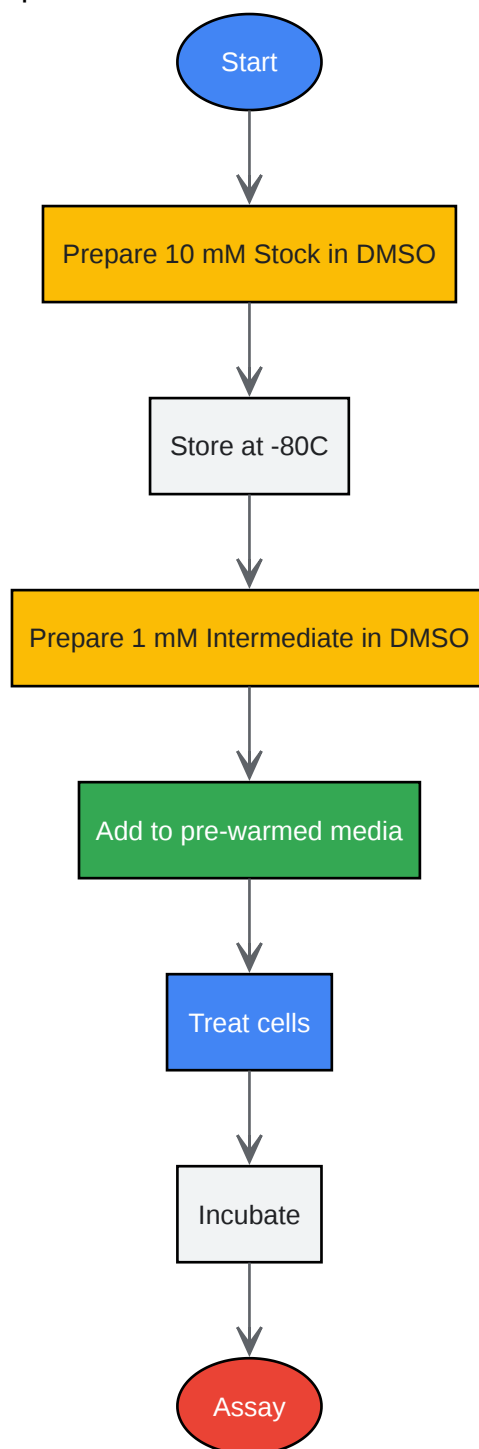 Start
Prepare 10 mM Stock in DMSO
Store at -80C
Prepare 1 mM Intermediate in DMSO
Add to pre-warmed media
Treat cells
Incubate
Assay